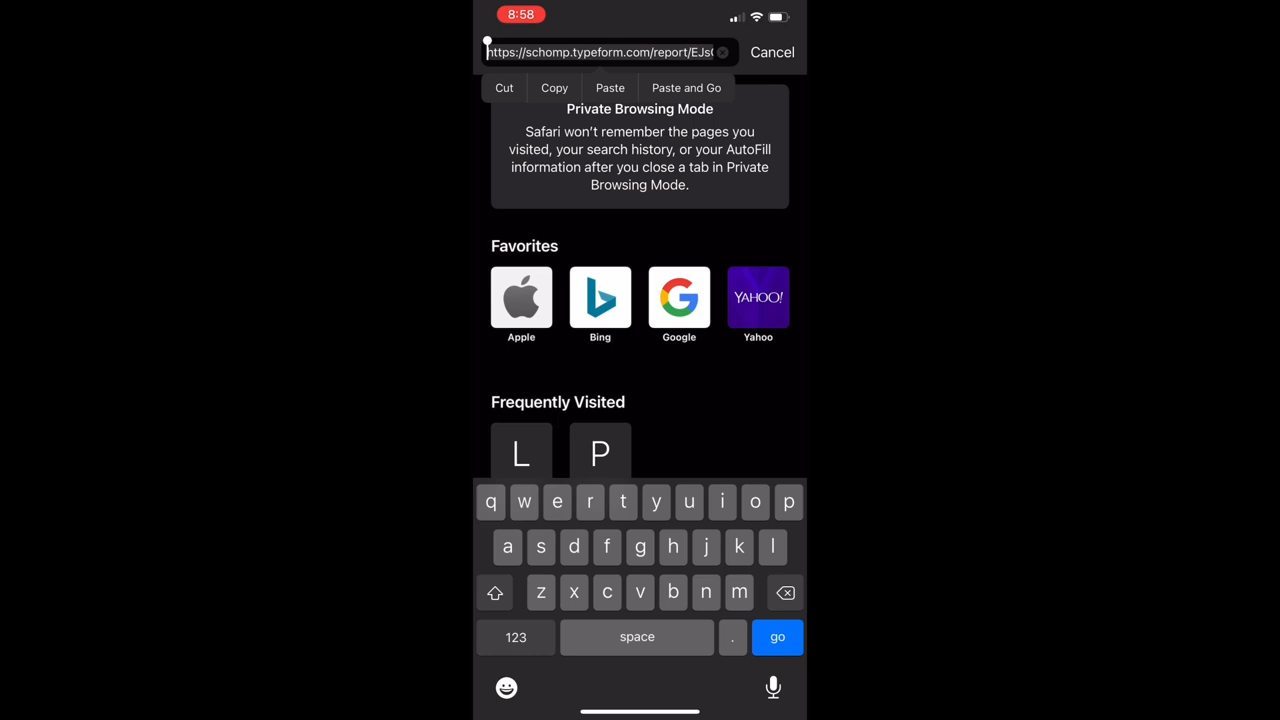 8:58
https://schomp.typeform.com/report/EJs
Cancel
Cut Copy Paste Paste and Go
Private Browsing Mode
Safari won't remember the pages you
visited, your search history, or your AutoFill
information after you close a tab in Private
Browsing Mode.
Favorites
YAHOO!
Apple Bing Google Yahoo
Frequently Visited
L P
q w e r t y u i o p
a s d f g h j k l
z x c v b n m
123 space . go